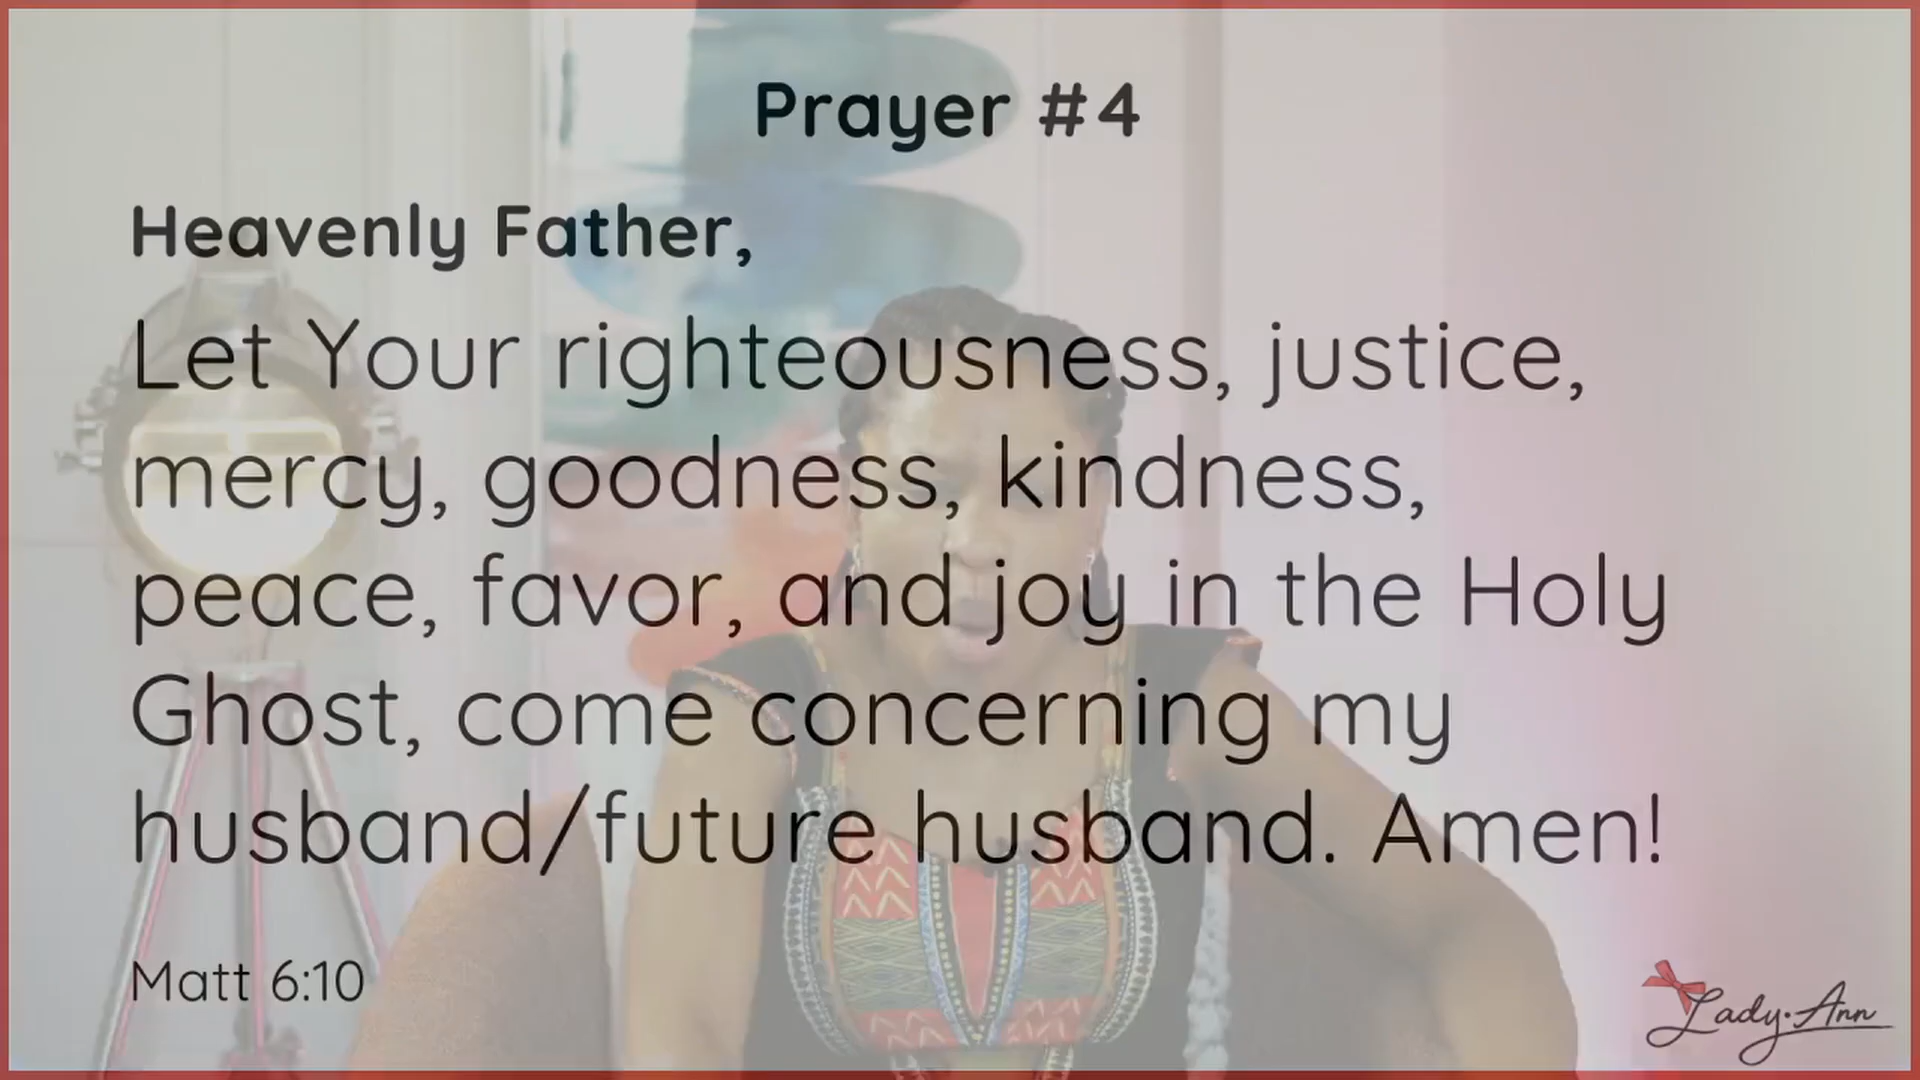 Prayer #4
Heavenly Father,
Let Your righteousness, justice,
mercy, goodness, kindness,
peace, favor, and joy in the Holy
Ghost, come concerning my
husband/future husband. Amen!
Matt 6:10
Lady·Ann